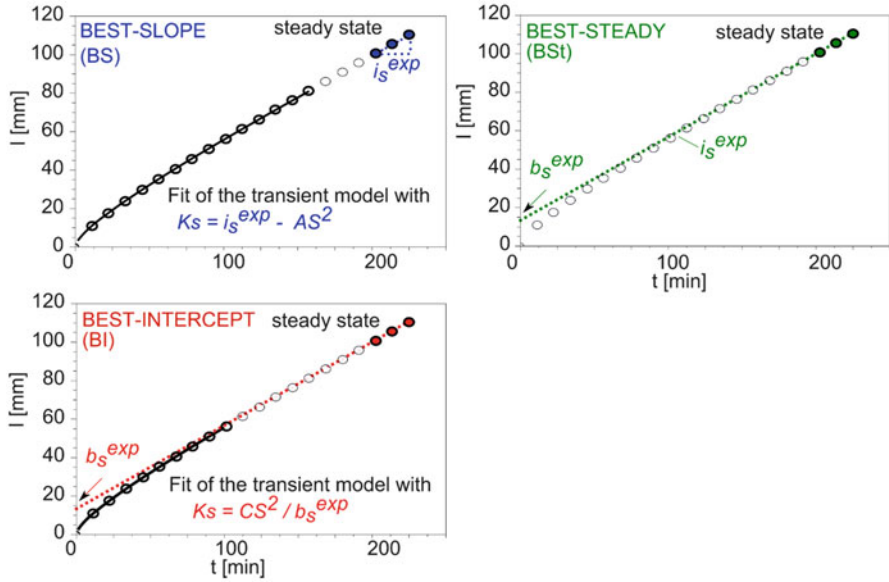 BEST-SLOPE
(BS)
steady state
i_s^exp
Fit of the transient model with
Ks = i_s^exp - AS^2
I [mm]
120
100
80
60
40
20
0
0
100
200
BEST-STEADY
(BSt)
steady state
b_s^exp
i_s^exp
I [mm]
120
100
80
60
40
20
0
0
100
200
t [min]
BEST-INTERCEPT
(BI)
steady state
b_s^exp
Fit of the transient model with
Ks = CS^2 / b_s^exp
I [mm]
120
100
80
60
40
20
0
0
100
200
t [min]